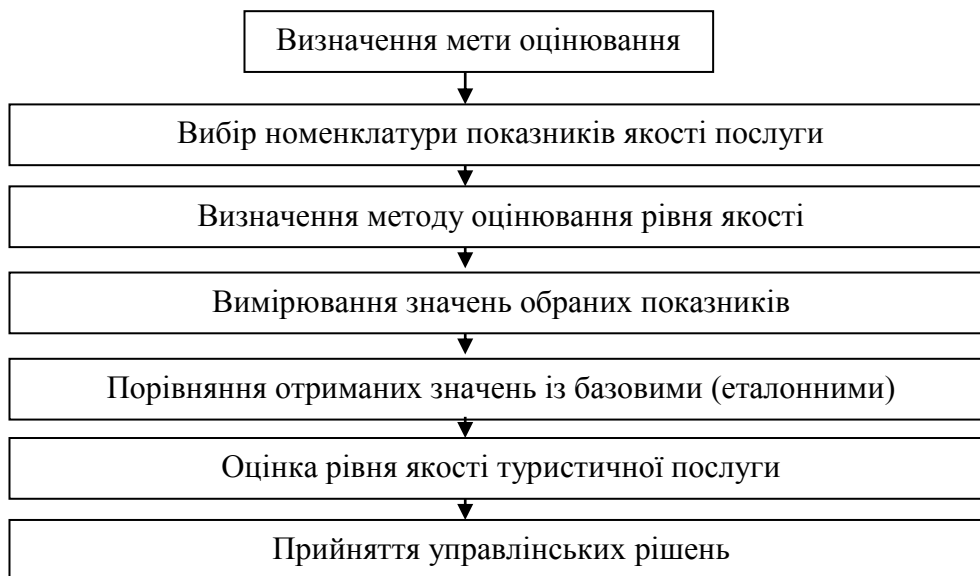 Визначення мети оцінювання
Вибір номенклатури показників якості послуги
Визначення методу оцінювання рівня якості
Вимірювання значень обраних показників
Порівняння отриманих значень із базовими (еталонними)
Оцінка рівня якості туристичної послуги
Прийняття управлінських рішень